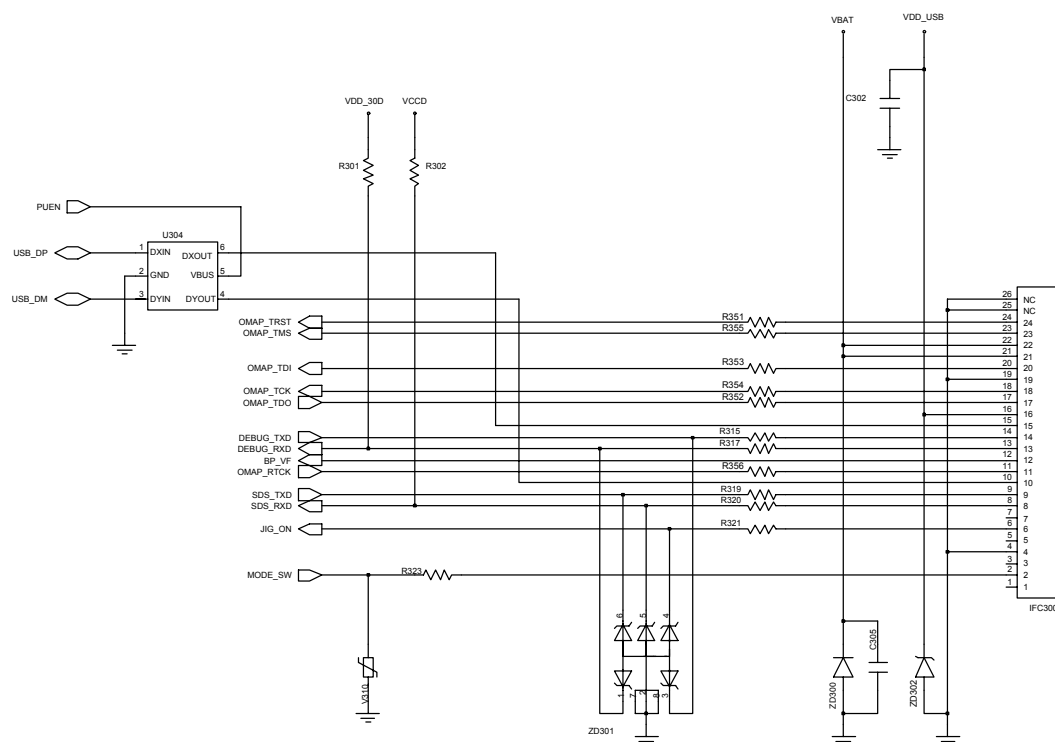 VBAT
VDD_USB
C302
VDD_30D
VCCD
R301
R302
PUEN
U304
USB_DP
1
DXIN
DXOUT
6
2
GND
VBUS
5
USB_DM
3
DYIN
DYOUT
4
26
NC
25
NC
OMAP_TRST
R351
24
24
OMAP_TMS
R355
23
23
22
22
21
21
OMAP_TDI
R353
20
20
19
19
OMAP_TCK
R354
18
18
OMAP_TDO
R352
17
17
16
16
15
15
DEBUG_TXD
R315
14
14
DEBUG_RXD
R317
13
13
BP_VF
12
12
OMAP_RTCK
R356
11
11
10
10
SDS_TXD
R319
9
9
SDS_RXD
R320
8
8
7
7
JIG_ON
R321
6
6
5
5
4
4
3
3
MODE_SW
R323
2
2
1
1
IFC300
6
5
4
C305
V310
1
7
2
8
3
ZD301
ZD300
ZD302